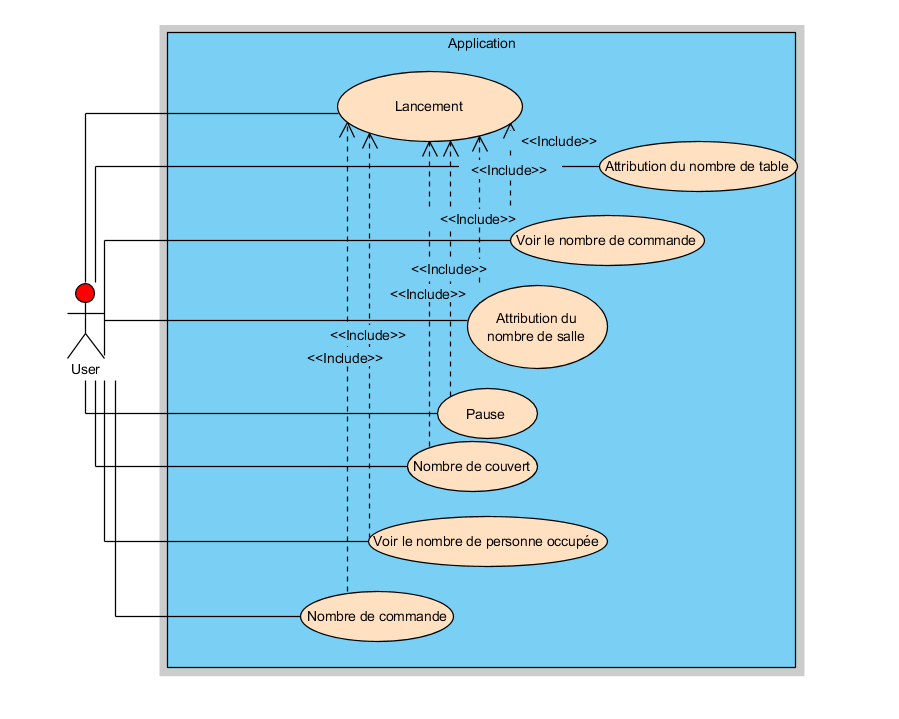 Application
Lancement
<<Include>>
Attribution du nombre de table
<<Include>>
<<Include>>
Voir le nombre de commande
<<Include>>
<<Include>>
Attribution du
nombre de salle
<<Include>>
<<Include>>
User
Pause
Nombre de couvert
Voir le nombre de personne occupée
Nombre de commande